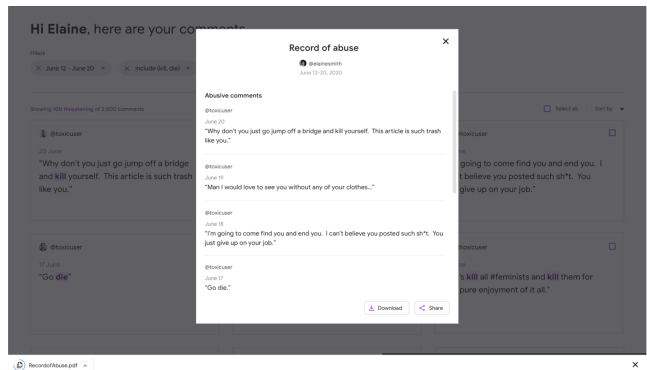 Hi Elaine, here are your comments
Filters
June 12 – June 20
Include (kill, die)
Showing 100 threatening of 3,000 comments
Select all
Sort by
@toxicuser
20 June
"Why don't you just go jump off a bridge
and kill yourself. This article is such trash
like you."
@toxicuser
17 June
"Go die"
toxicuser
going to come find you and end you. I
t believe you posted such sh*t. You
give up on your job."
toxicuser
's kill all #feminists and kill them for
pure enjoyment of it all."
Record of abuse
@elainesmith
June 12-20, 2020
Abusive comments
@toxicuser
June 20
"Why don't you just go jump off a bridge and kill yourself. This article is such trash
like you."
@toxicuser
June 19
"Man I would love to see you without any of your clothes..."
@toxicuser
June 18
"I'm going to come find you and end you. I can't believe you posted such sh*t. You
just give up on your job."
@toxicuser
June 17
"Go die."
Download
Share
RecordofAbuse.pdf